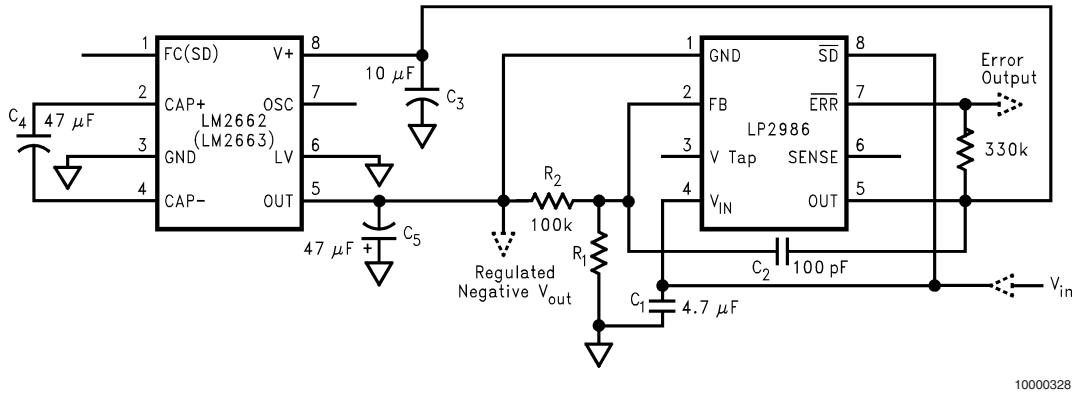 1 FC(SD) V+ 8
2 CAP+ OSC 7
LM2662
(LM2663)
3 GND LV 6
4 CAP- OUT 5
C4 47 μF
10 μF C3
47 μF + C5
Regulated
Negative Vout
R2
100k
R1
C1 4.7 μF
C2 100 pF
1 GND SD 8
2 FB ERR 7
LP2986
3 V Tap SENSE 6
4 VIN OUT 5
Error
Output
330k
Vin
10000328